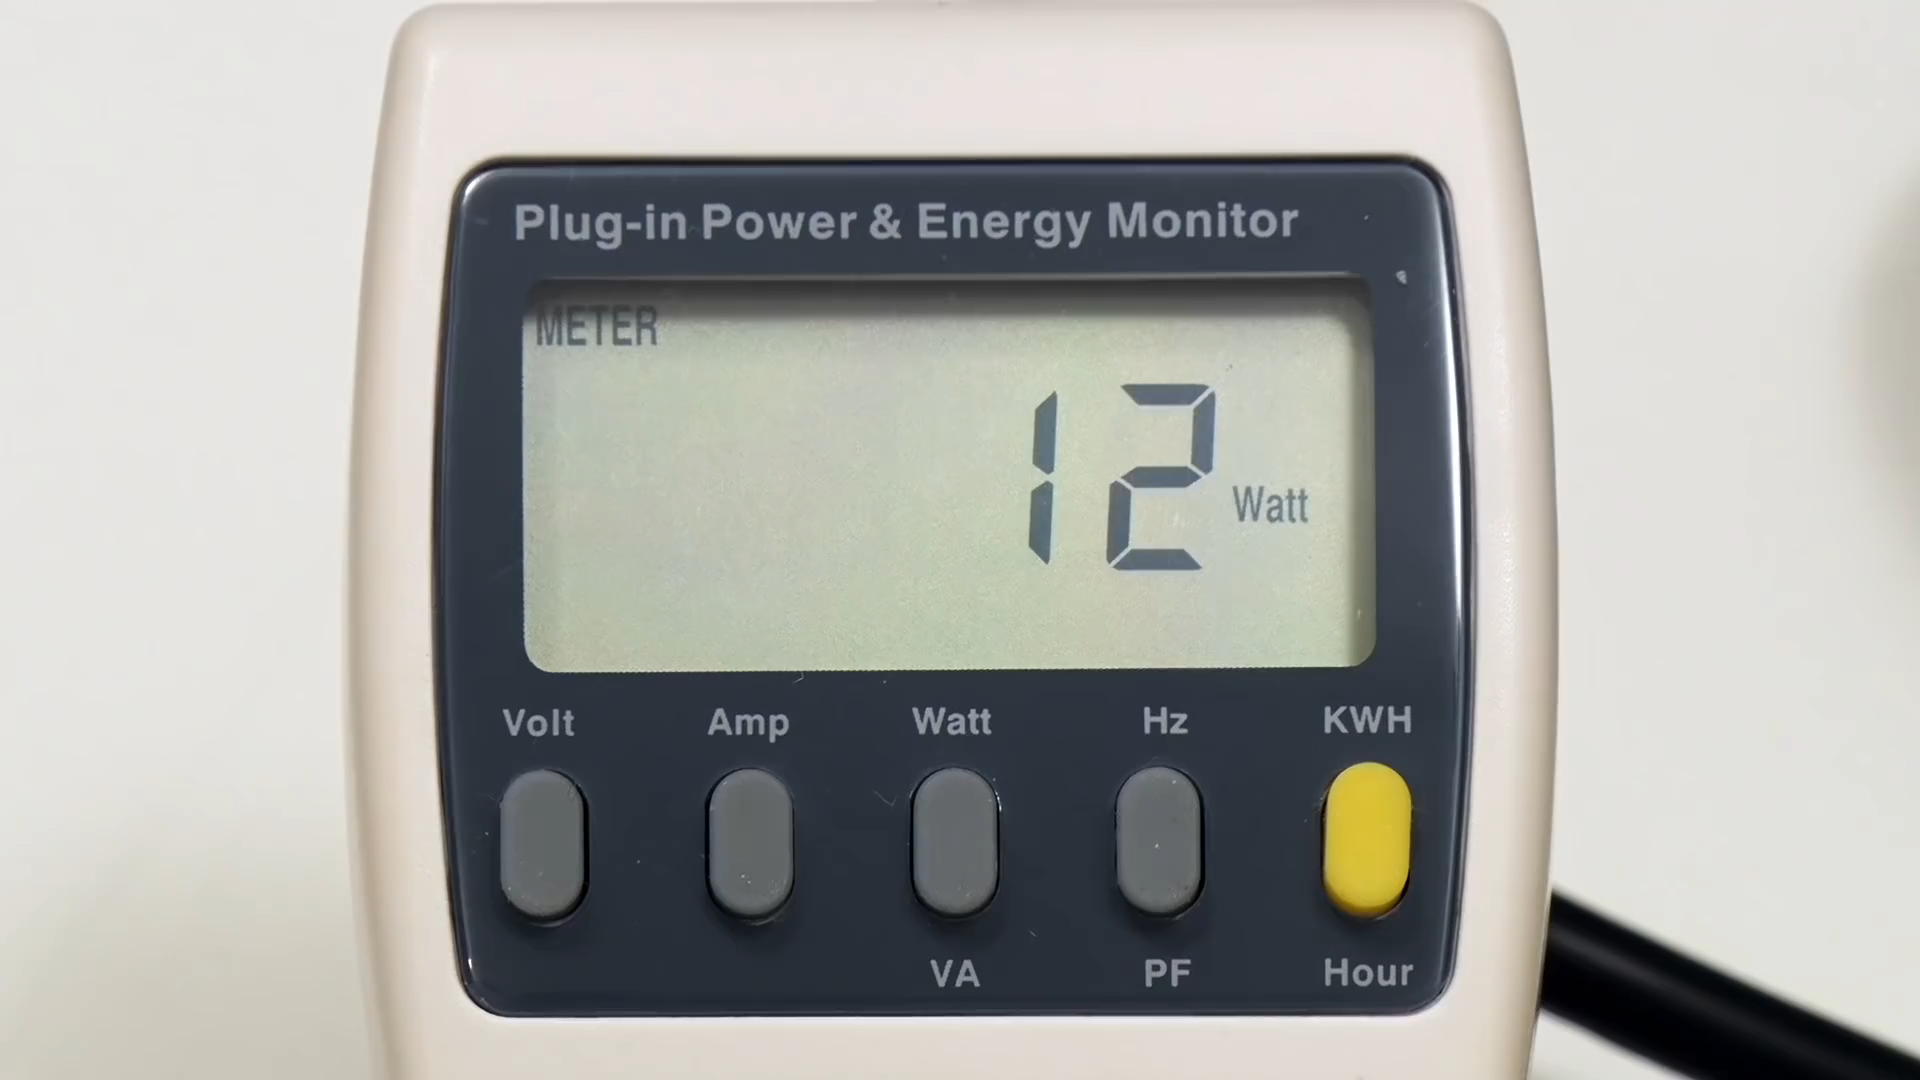 Plug-in Power & Energy Monitor
METER
12 Watt
Volt Amp Watt Hz KWH
VA PF Hour